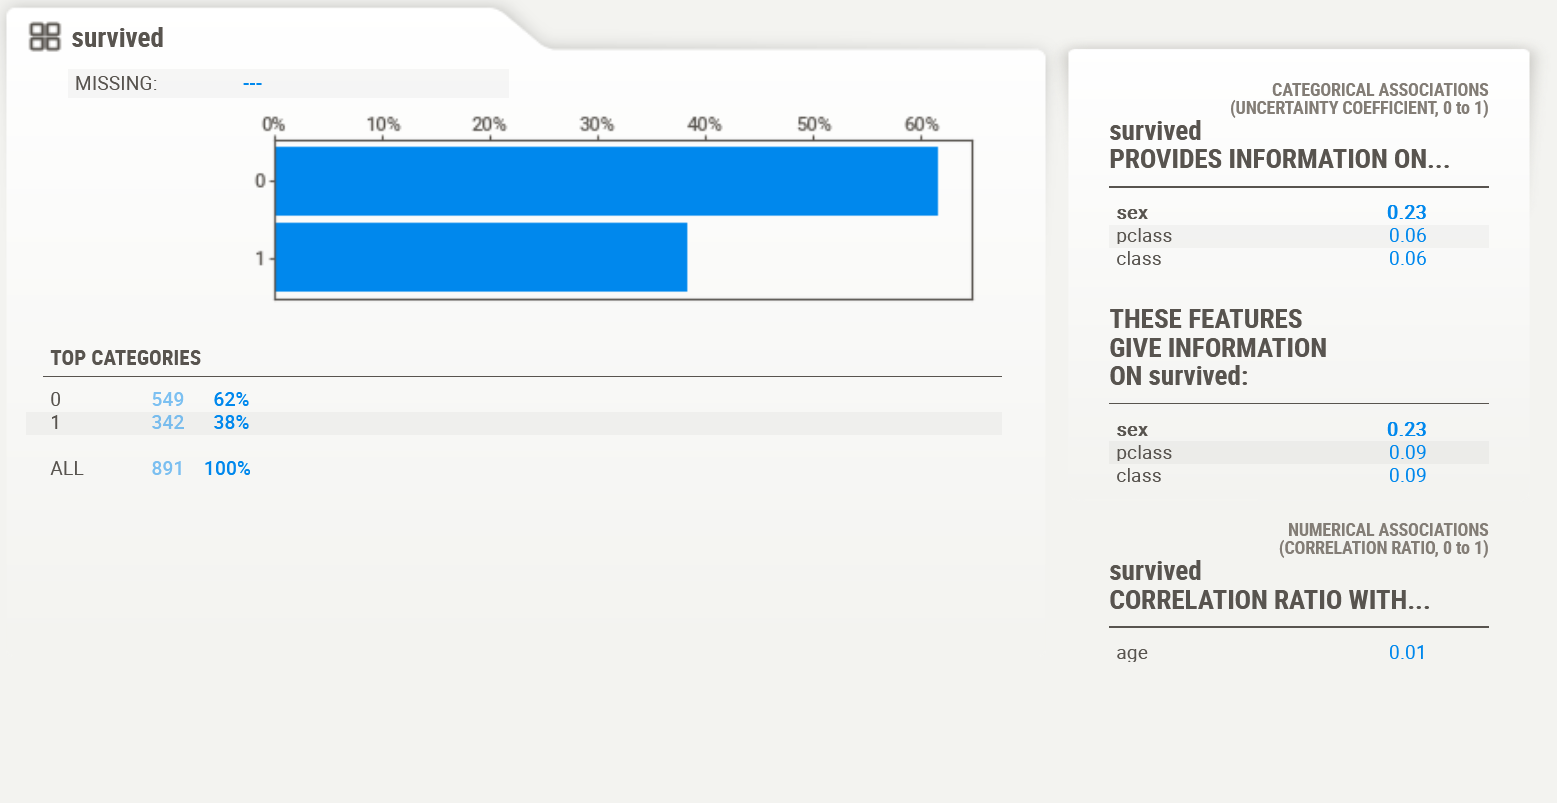 survived
MISSING: ---
0% 10% 20% 30% 40% 50% 60%
0
1
TOP CATEGORIES
0 549 62%
1 342 38%
ALL 891 100%
CATEGORICAL ASSOCIATIONS
(UNCERTAINTY COEFFICIENT, 0 to 1)
survived
PROVIDES INFORMATION ON...
sex 0.23
pclass 0.06
class 0.06
THESE FEATURES
GIVE INFORMATION
ON survived:
sex 0.23
pclass 0.09
class 0.09
NUMERICAL ASSOCIATIONS
(CORRELATION RATIO, 0 to 1)
survived
CORRELATION RATIO WITH...
age 0.01